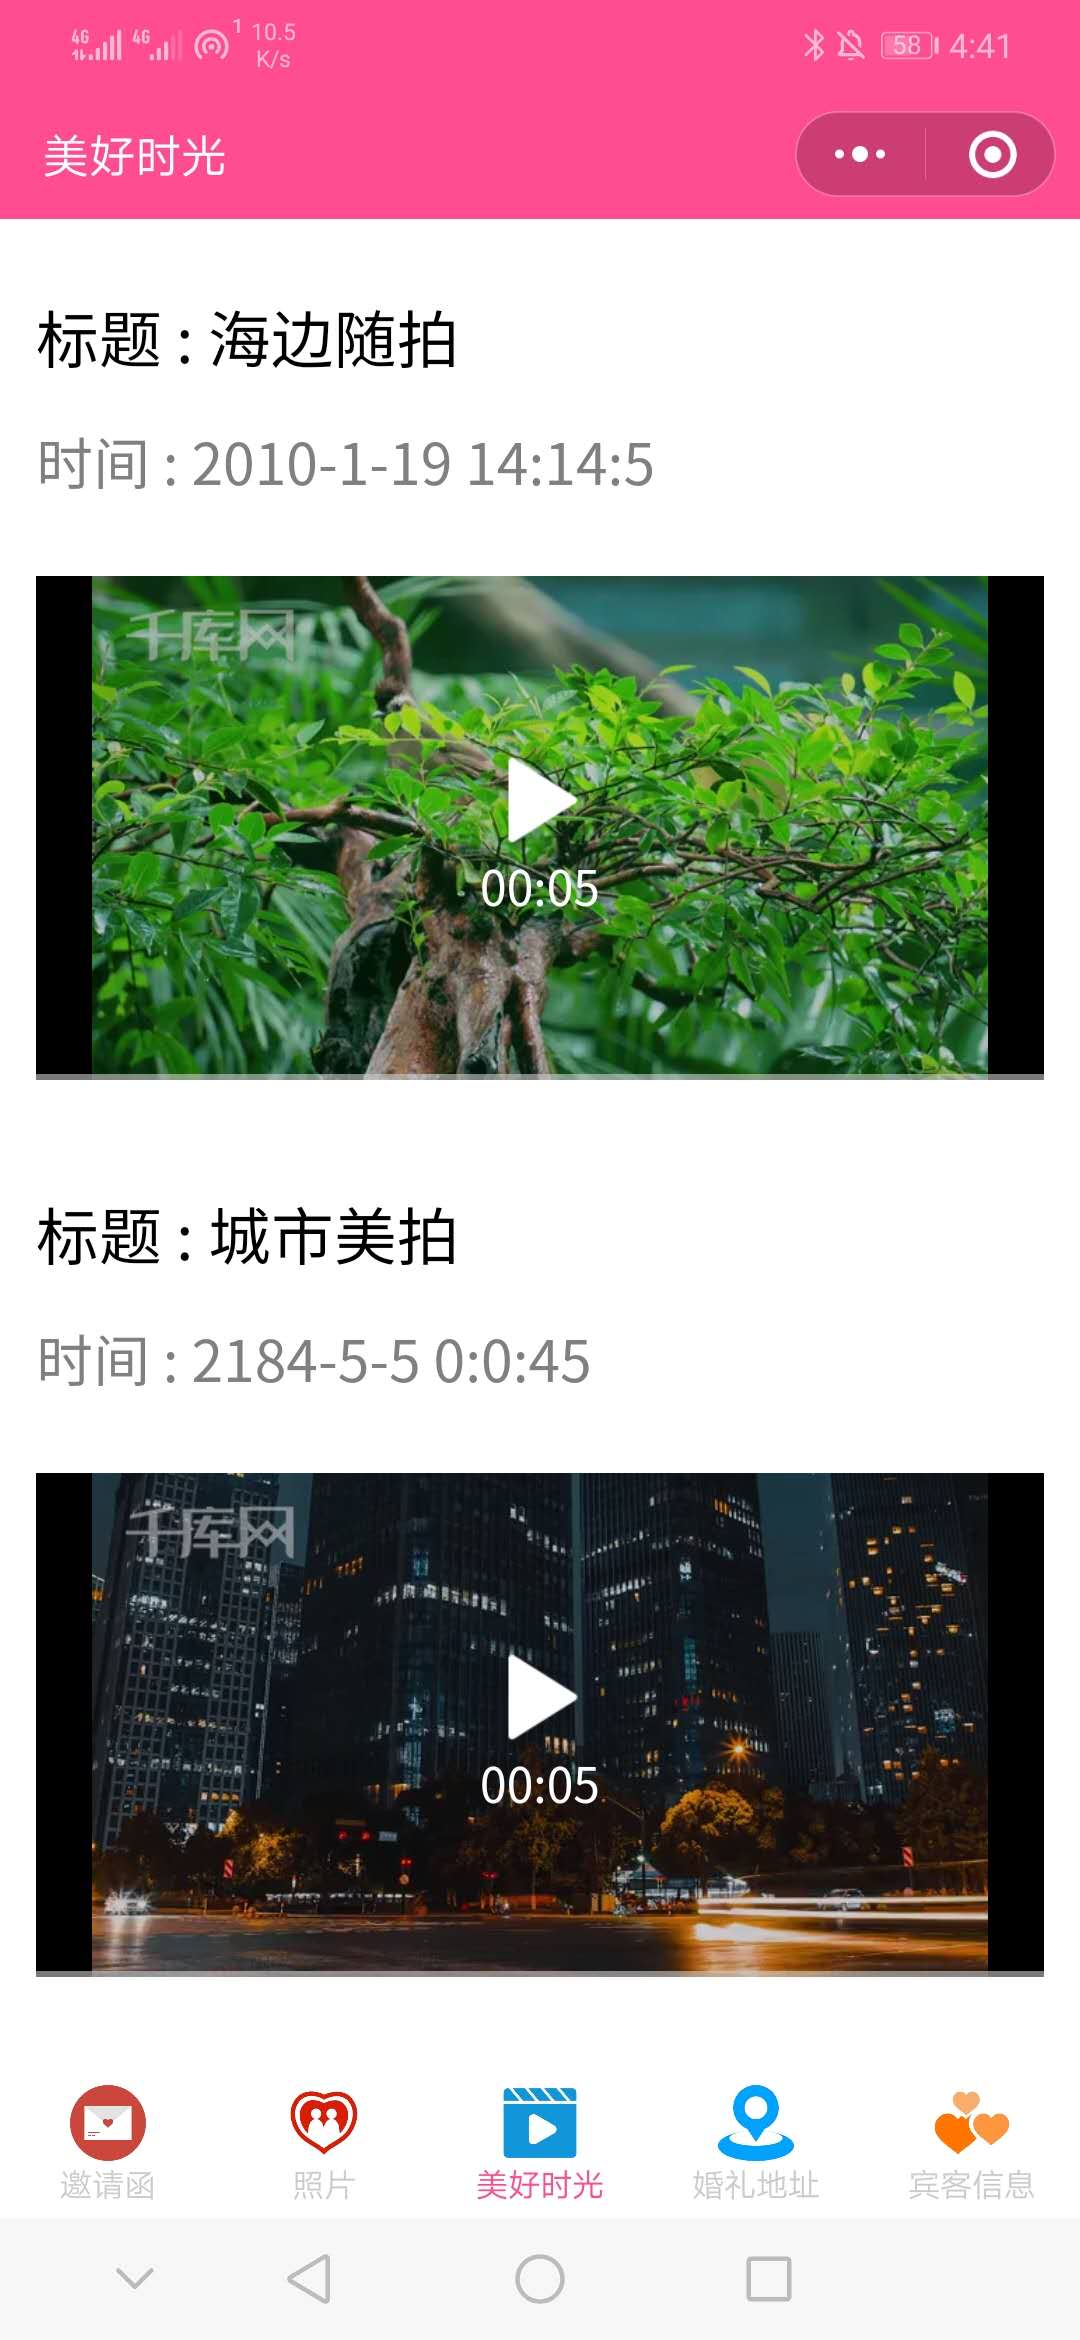 4G 4G 1 10.5 K/s 58 4:41
美好时光
标题 : 海边随拍
时间 : 2010-1-19 14:14:5
千库网
00:05
标题 : 城市美拍
时间 : 2184-5-5 0:0:45
千库网
00:05
邀请函 照片 美好时光 婚礼地址 宾客信息